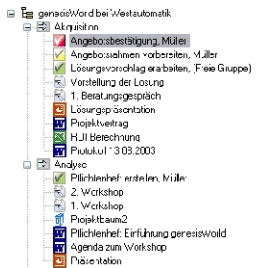 genesisWorld bei Westautomatik
Akquisition
Angebotsbestätigung, Müller
Angebotsrahmen vorbereiten, Müller
Lösungsvorschlag erarbeiten, (Freie Gruppe)
Vorstellung der Lösung
1. Beratungsgespräch
Lösungspräsentation
Projektvertrag
ROI Berechnung
Protokoll 13.08.2003
Analyse
Pflichtenheft erstellen, Müller
2. Workshop
1. Workshop
Projektbaum2
Pflichtenheft Einführung genesisWorld
Agenda zum Workshop
Präsentation